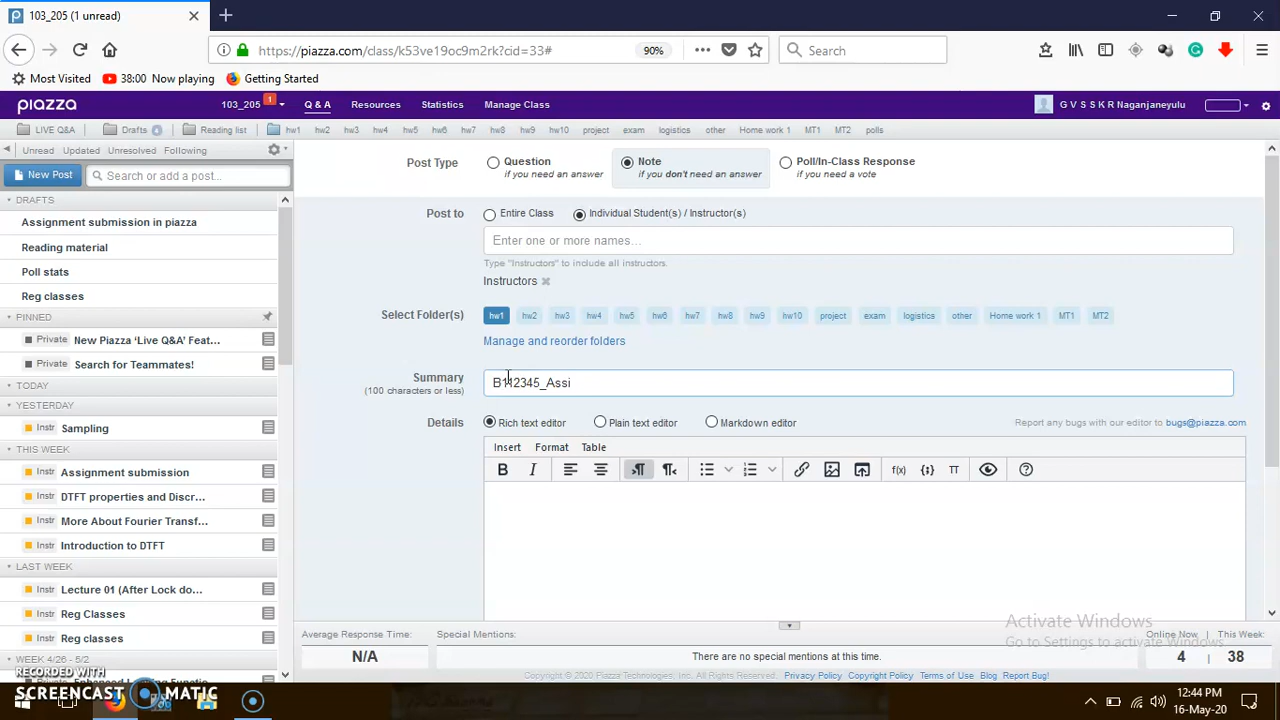 103_205 (1 unread)
https://piazza.com/class/k53ve19oc9m2rk?cid=33#
90%
Search
Most Visited
38:00 Now playing
Getting Started
piazza
103_205
1
Q & A
Resources
Statistics
Manage Class
G V S S K R Naganjaneyulu
LIVE Q&A
Drafts
Reading list
hw1
hw2
hw3
hw4
hw5
hw6
hw7
hw8
hw9
hw10
project
exam
logistics
other
Home work 1
MT1
MT2
polls
Unread
Updated
Unresolved
Following
New Post
Search or add a post...
DRAFTS
Assignment submission in piazza
Reading material
Poll stats
Reg classes
PINNED
Private New Piazza ‘Live Q&A’ Feat...
Private Search for Teammates!
TODAY
YESTERDAY
Sampling
THIS WEEK
Instr Assignment submission
Instr DTFT properties and Discr...
Instr More About Fourier Transf...
Instr Introduction to DTFT
LAST WEEK
Instr Lecture 01 (After Lock do...
Instr Reg Classes
Instr Reg classes
WEEK 4/26 - 5/2
Post Type
Question
if you need an answer
Note
if you don't need an answer
Poll/In-Class Response
if you need a vote
Post to
Entire Class
Individual Student(s) / Instructor(s)
Enter one or more names...
Type "Instructors" to include all instructors.
Instructors
Select Folder(s)
hw1
hw2
hw3
hw4
hw5
hw6
hw7
hw8
hw9
hw10
project
exam
logistics
other
Home work 1
MT1
MT2
Manage and reorder folders
Summary
(100 characters or less)
B112345_Assi
Details
Rich text editor
Plain text editor
Markdown editor
Report any bugs with our editor to bugs@piazza.com
Insert
Format
Table
B
I
f(x)
TT
Activate Windows
Go to Settings to activate Windows.
Average Response Time:
N/A
Special Mentions:
There are no special mentions at this time.
Online Now
This Week:
4
38
Copyright © 2020 Piazza Technologies, Inc. All Rights Reserved. Privacy Policy Copyright Policy Terms of Use Blog Report Bug!
RECORDED WITH
SCREENCAST MATIC
12:44 PM
16-May-20